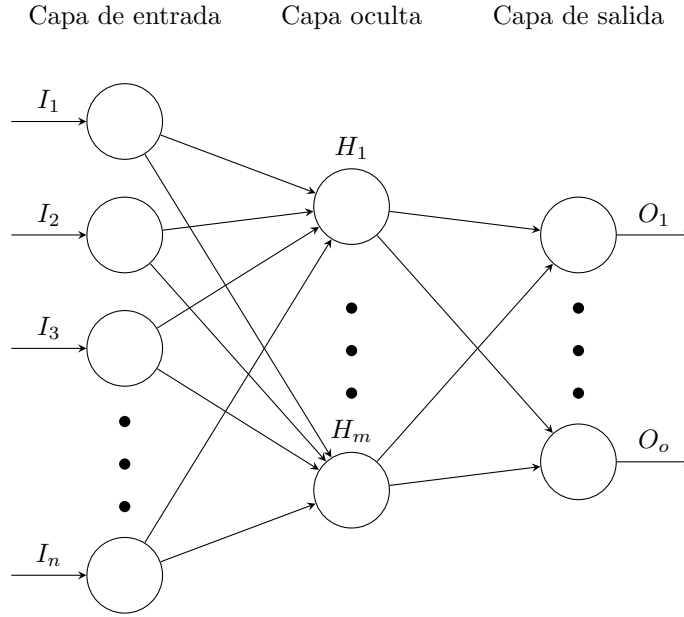 Capa de entrada Capa oculta Capa de salida
I₁
H₁
I₂
O₁
I₃
Hₘ
Oₒ
Iₙ